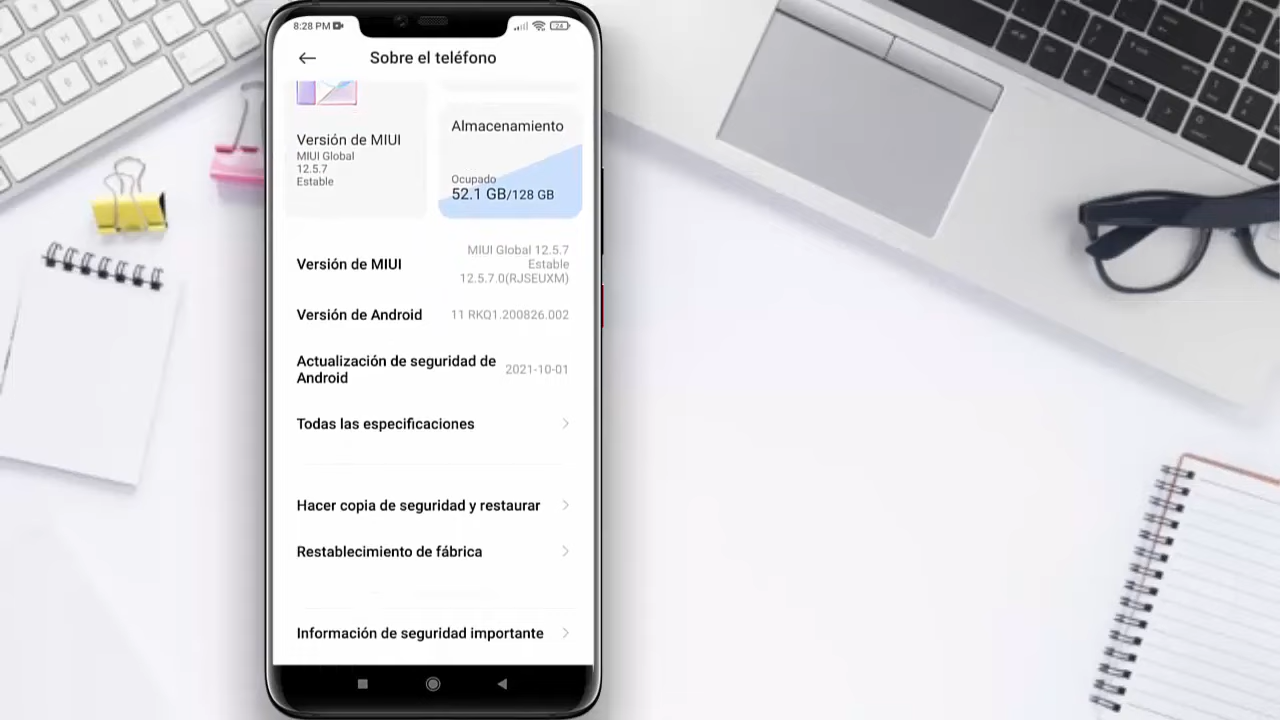 8:28 PM
24
Sobre el teléfono
Versión de MIUI
MIUI Global
12.5.7
Estable
Almacenamiento
Ocupado
52.1 GB/128 GB
Versión de MIUI
MIUI Global 12.5.7
Estable
12.5.7.0(RJSEUXM)
Versión de Android
11 RKQ1.200826.002
Actualización de seguridad de
Android
2021-10-01
Todas las especificaciones
Hacer copia de seguridad y restaurar
Restablecimiento de fábrica
Información de seguridad importante